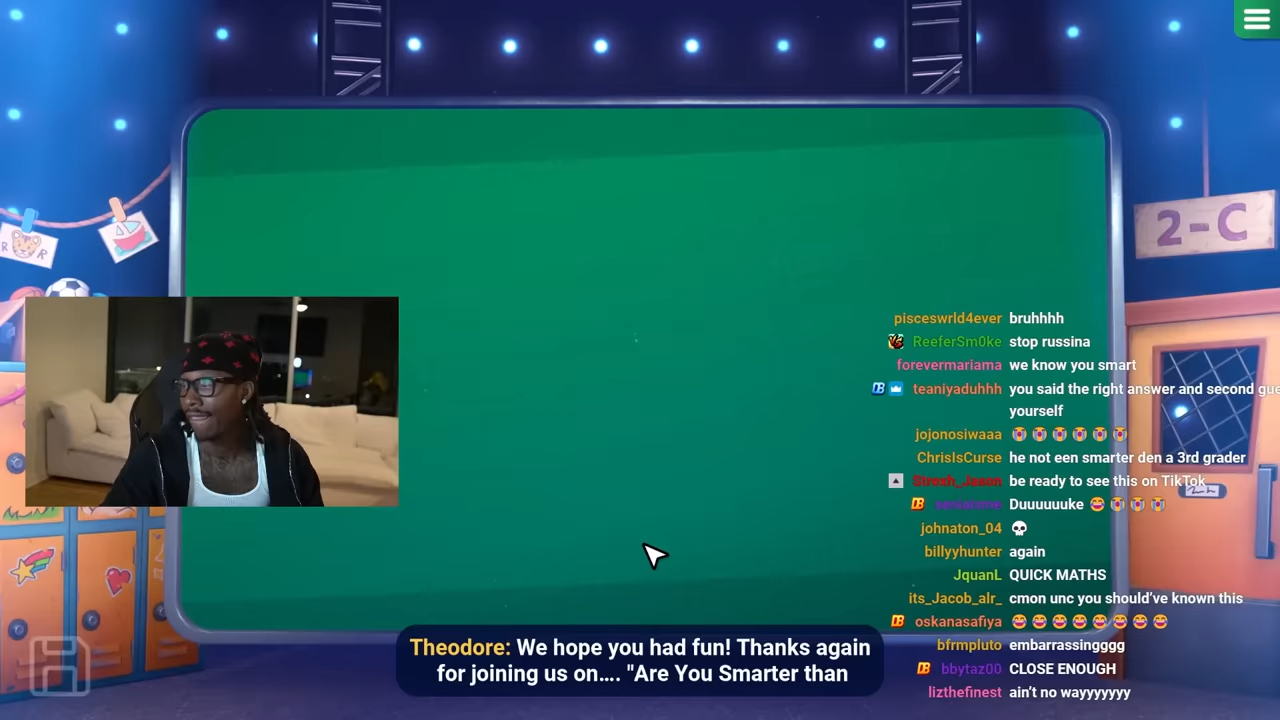 2-C
R R
pisceswrld4ever bruhhhh
ReeferSm0ke stop russina
forevermariama we know you smart
teaniyaduhhh you said the right answer and second gue
yourself
jojonosiwaaa 😭😭😭😭😭
ChrisIsCurse he not een smarter den a 3rd grader
be ready to see this on TikTok
Duuuuuuke 😂😭😭😭
johnaton_04 💀
billyyhunter again
JquanL QUICK MATHS
its_Jacob_alr_ cmon unc you should've known this
oskanasafiya 😂😂😂😂😂😂😂
bfrmpluto embarrassingggg
bbytaz00 CLOSE ENOUGH
lizthefinest ain't no wayyyyyyy
Theodore: We hope you had fun! Thanks again
for joining us on.... "Are You Smarter than